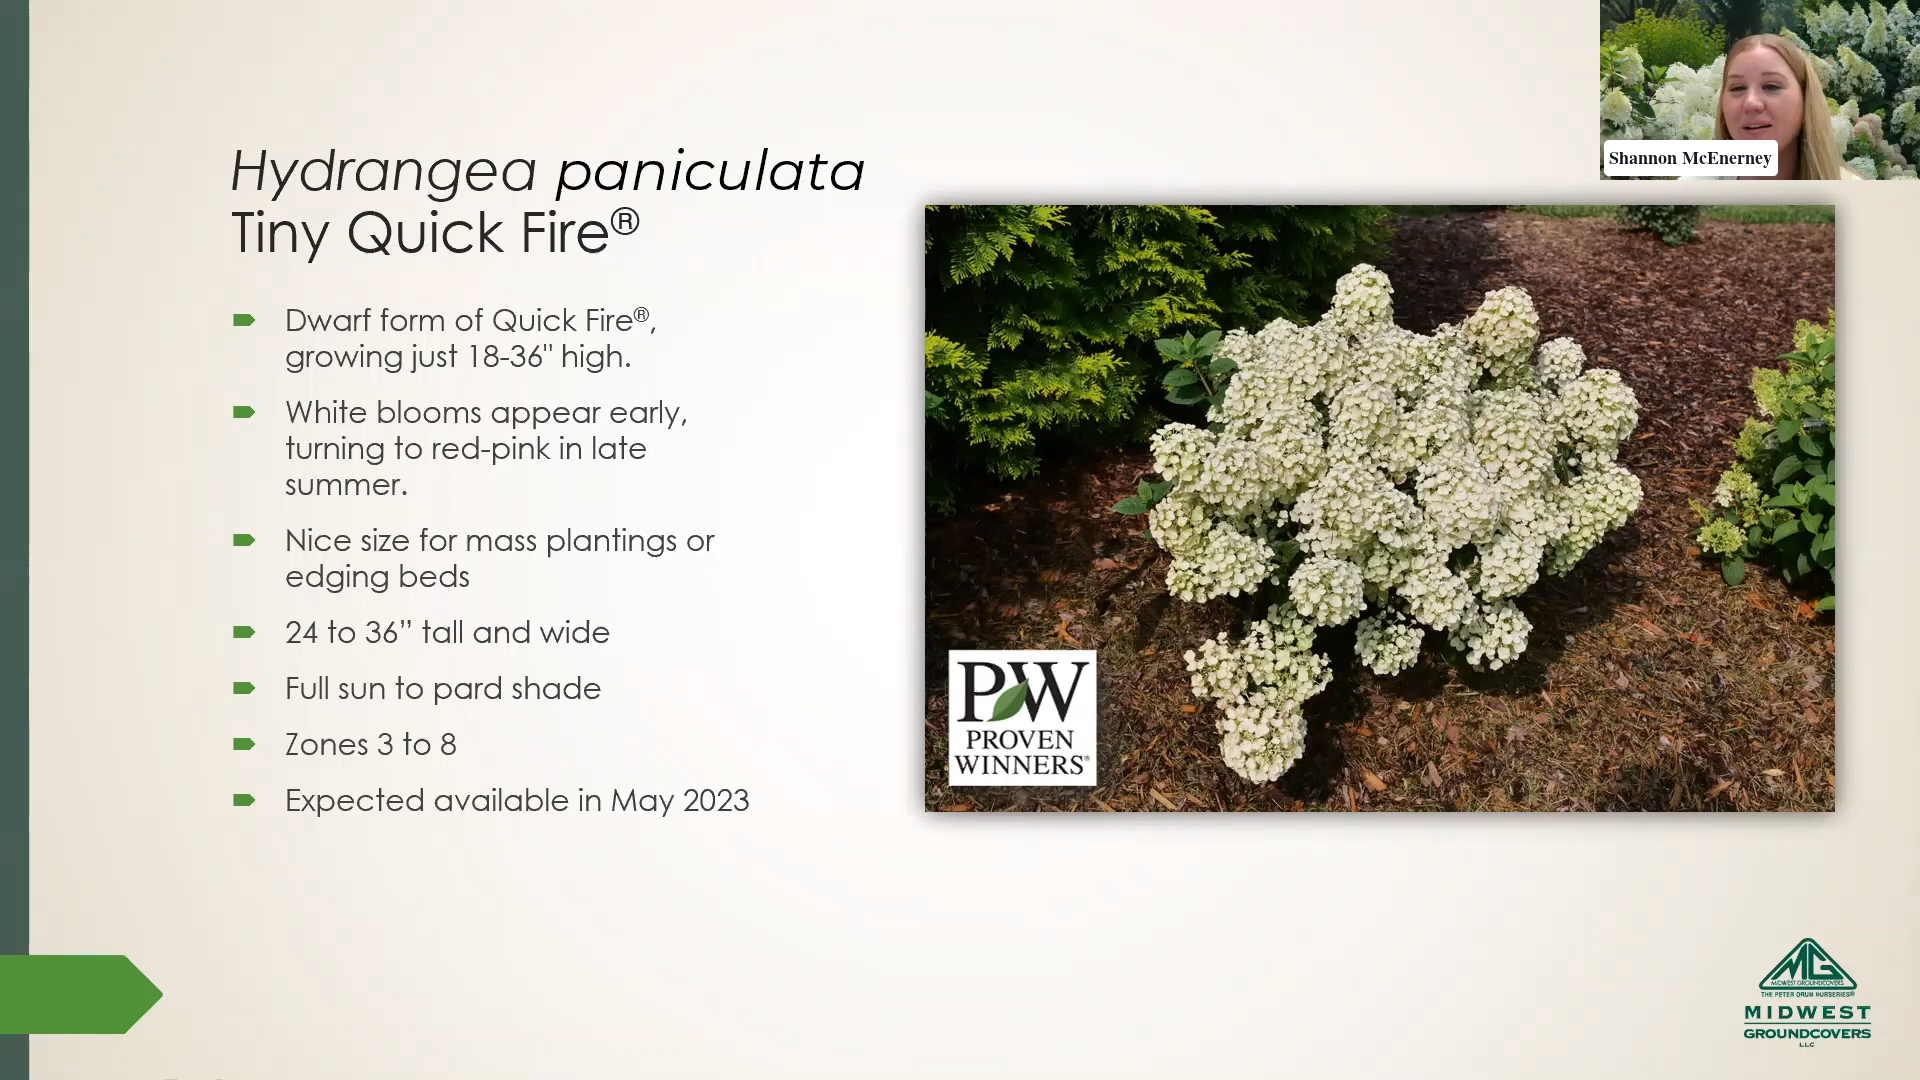 Hydrangea paniculata
Tiny Quick Fire®
Dwarf form of Quick Fire®,
growing just 18-36" high.
White blooms appear early,
turning to red-pink in late
summer.
Nice size for mass plantings or
edging beds
24 to 36” tall and wide
Full sun to pard shade
Zones 3 to 8
Expected available in May 2023
Shannon McEnerney
PW
PROVEN
WINNERS®
MG
MIDWEST GROUNDCOVERS
THE PETER ORUM NURSERIES®
MIDWEST
GROUNDCOVERS
LLC